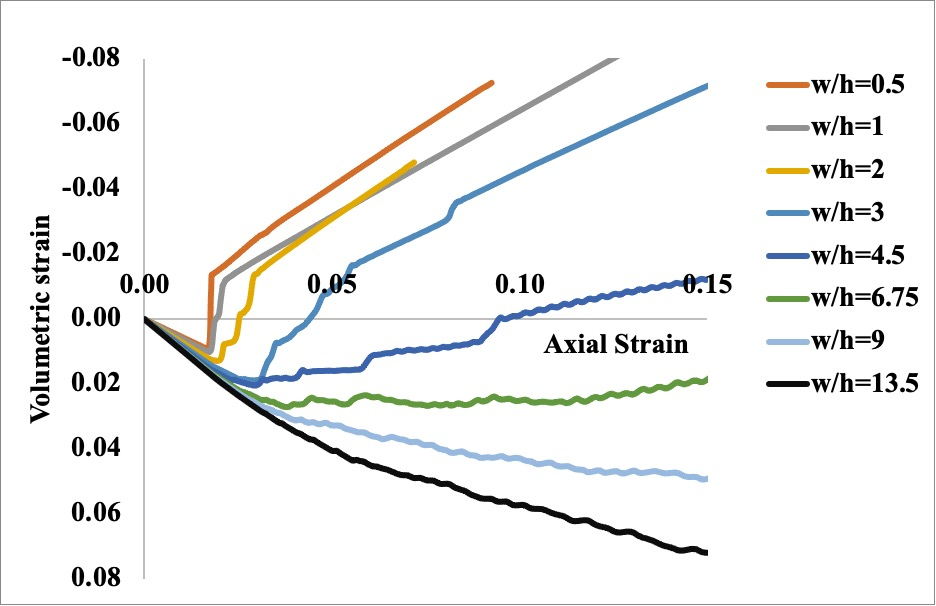 -0.08
-0.06
-0.04
-0.02
0.00
0.02
0.04
0.06
0.08
Volumetric strain
0.00
0.05
0.10
0.15
Axial Strain
w/h=0.5
w/h=1
w/h=2
w/h=3
w/h=4.5
w/h=6.75
w/h=9
w/h=13.5